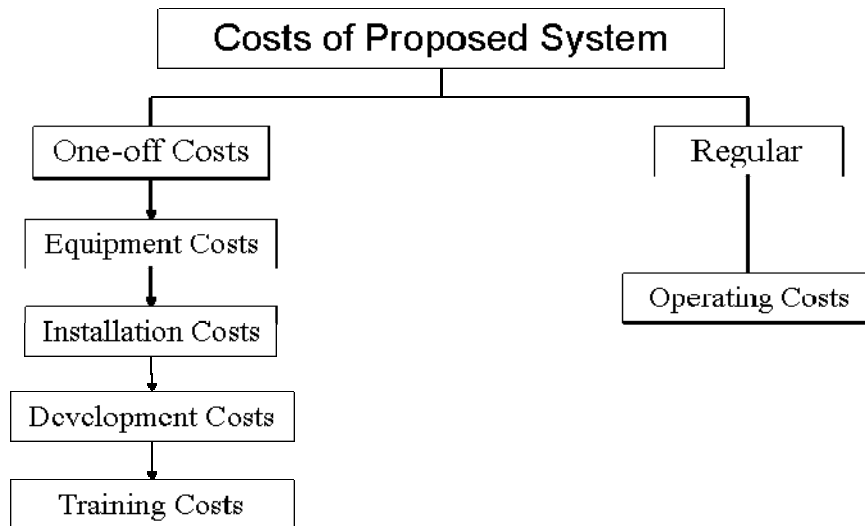 Costs of Proposed System
One-off Costs
Regular
Equipment Costs
Operating Costs
Installation Costs
Development Costs
Training Costs